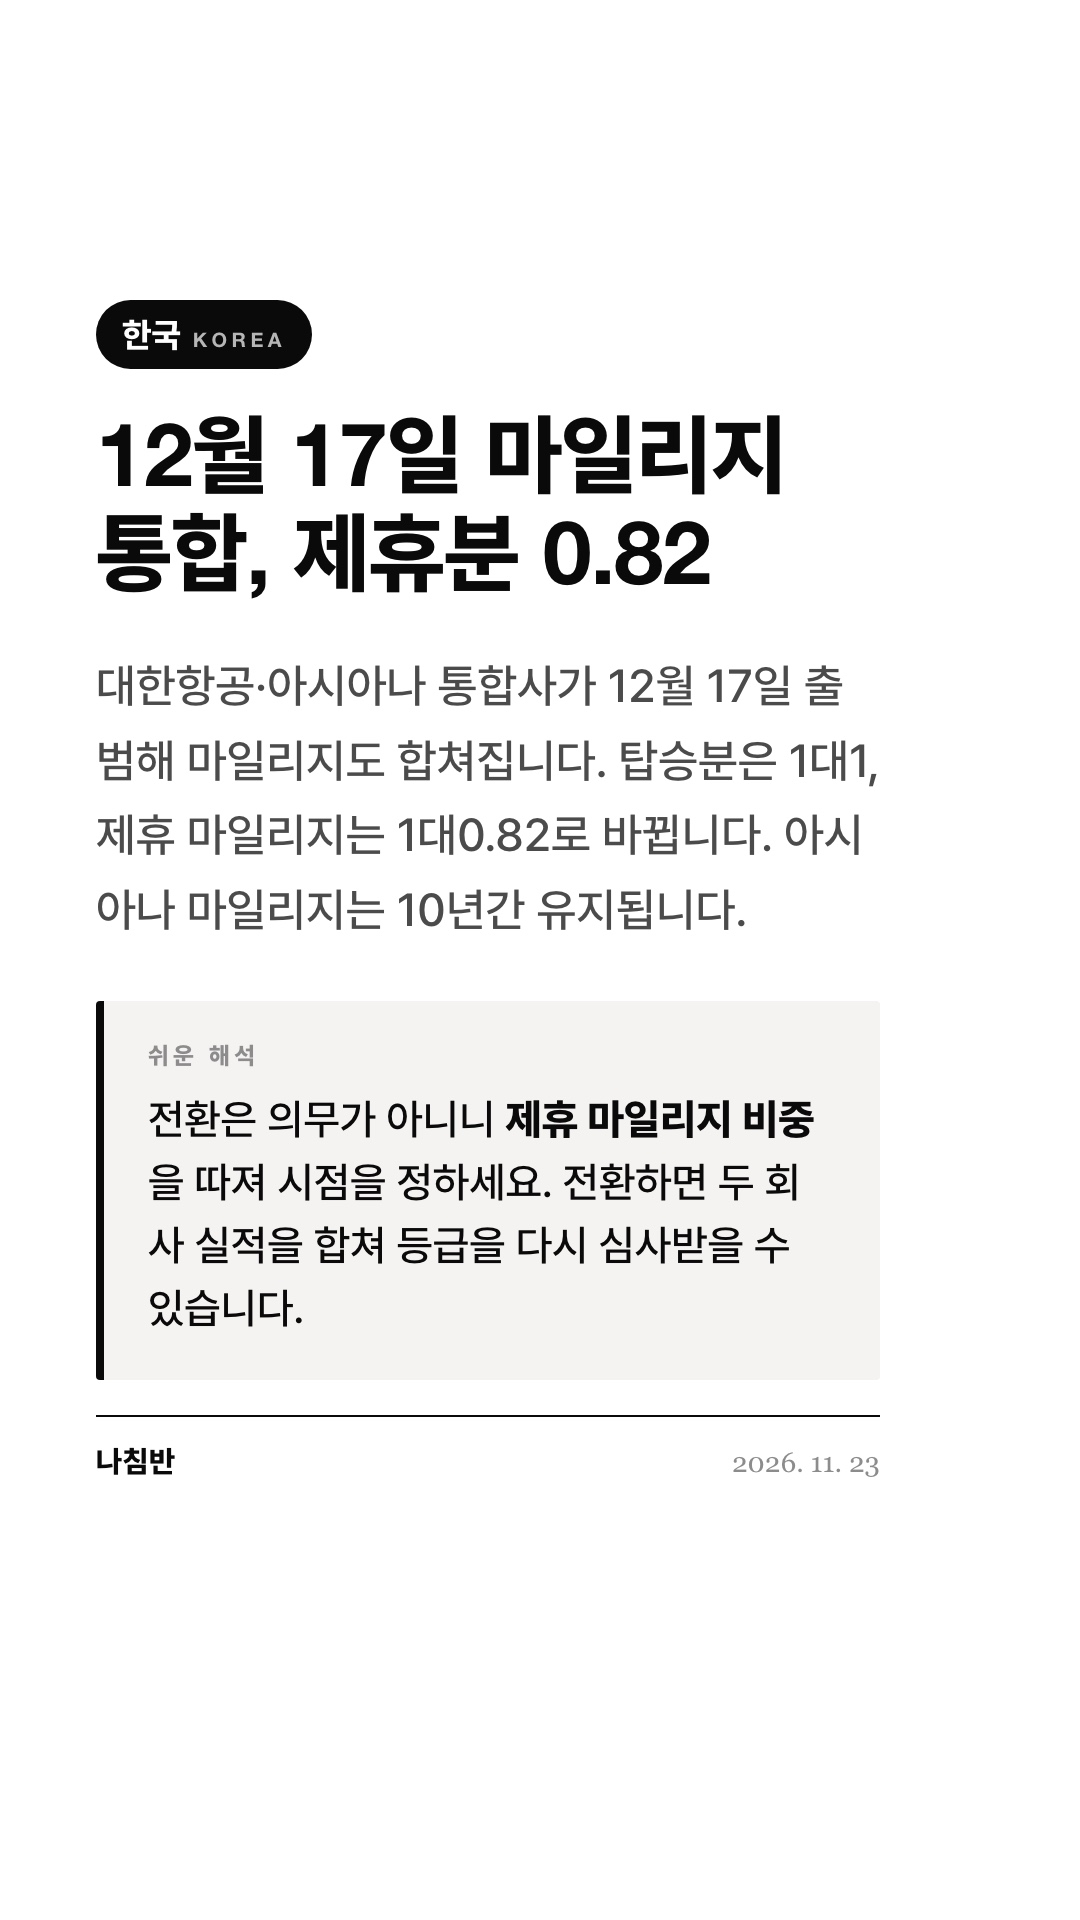 한국 KOREA
12월 17일 마일리지
통합, 제휴분 0.82
대한항공·아시아나 통합사가 12월 17일 출
범해 마일리지도 합쳐집니다. 탑승분은 1대1,
제휴 마일리지는 1대0.82로 바뀝니다. 아시
아나 마일리지는 10년간 유지됩니다.
쉬운 해석
전환은 의무가 아니니 제휴 마일리지 비중
을 따져 시점을 정하세요. 전환하면 두 회
사 실적을 합쳐 등급을 다시 심사받을 수
있습니다.
나침반
2026. 11. 23